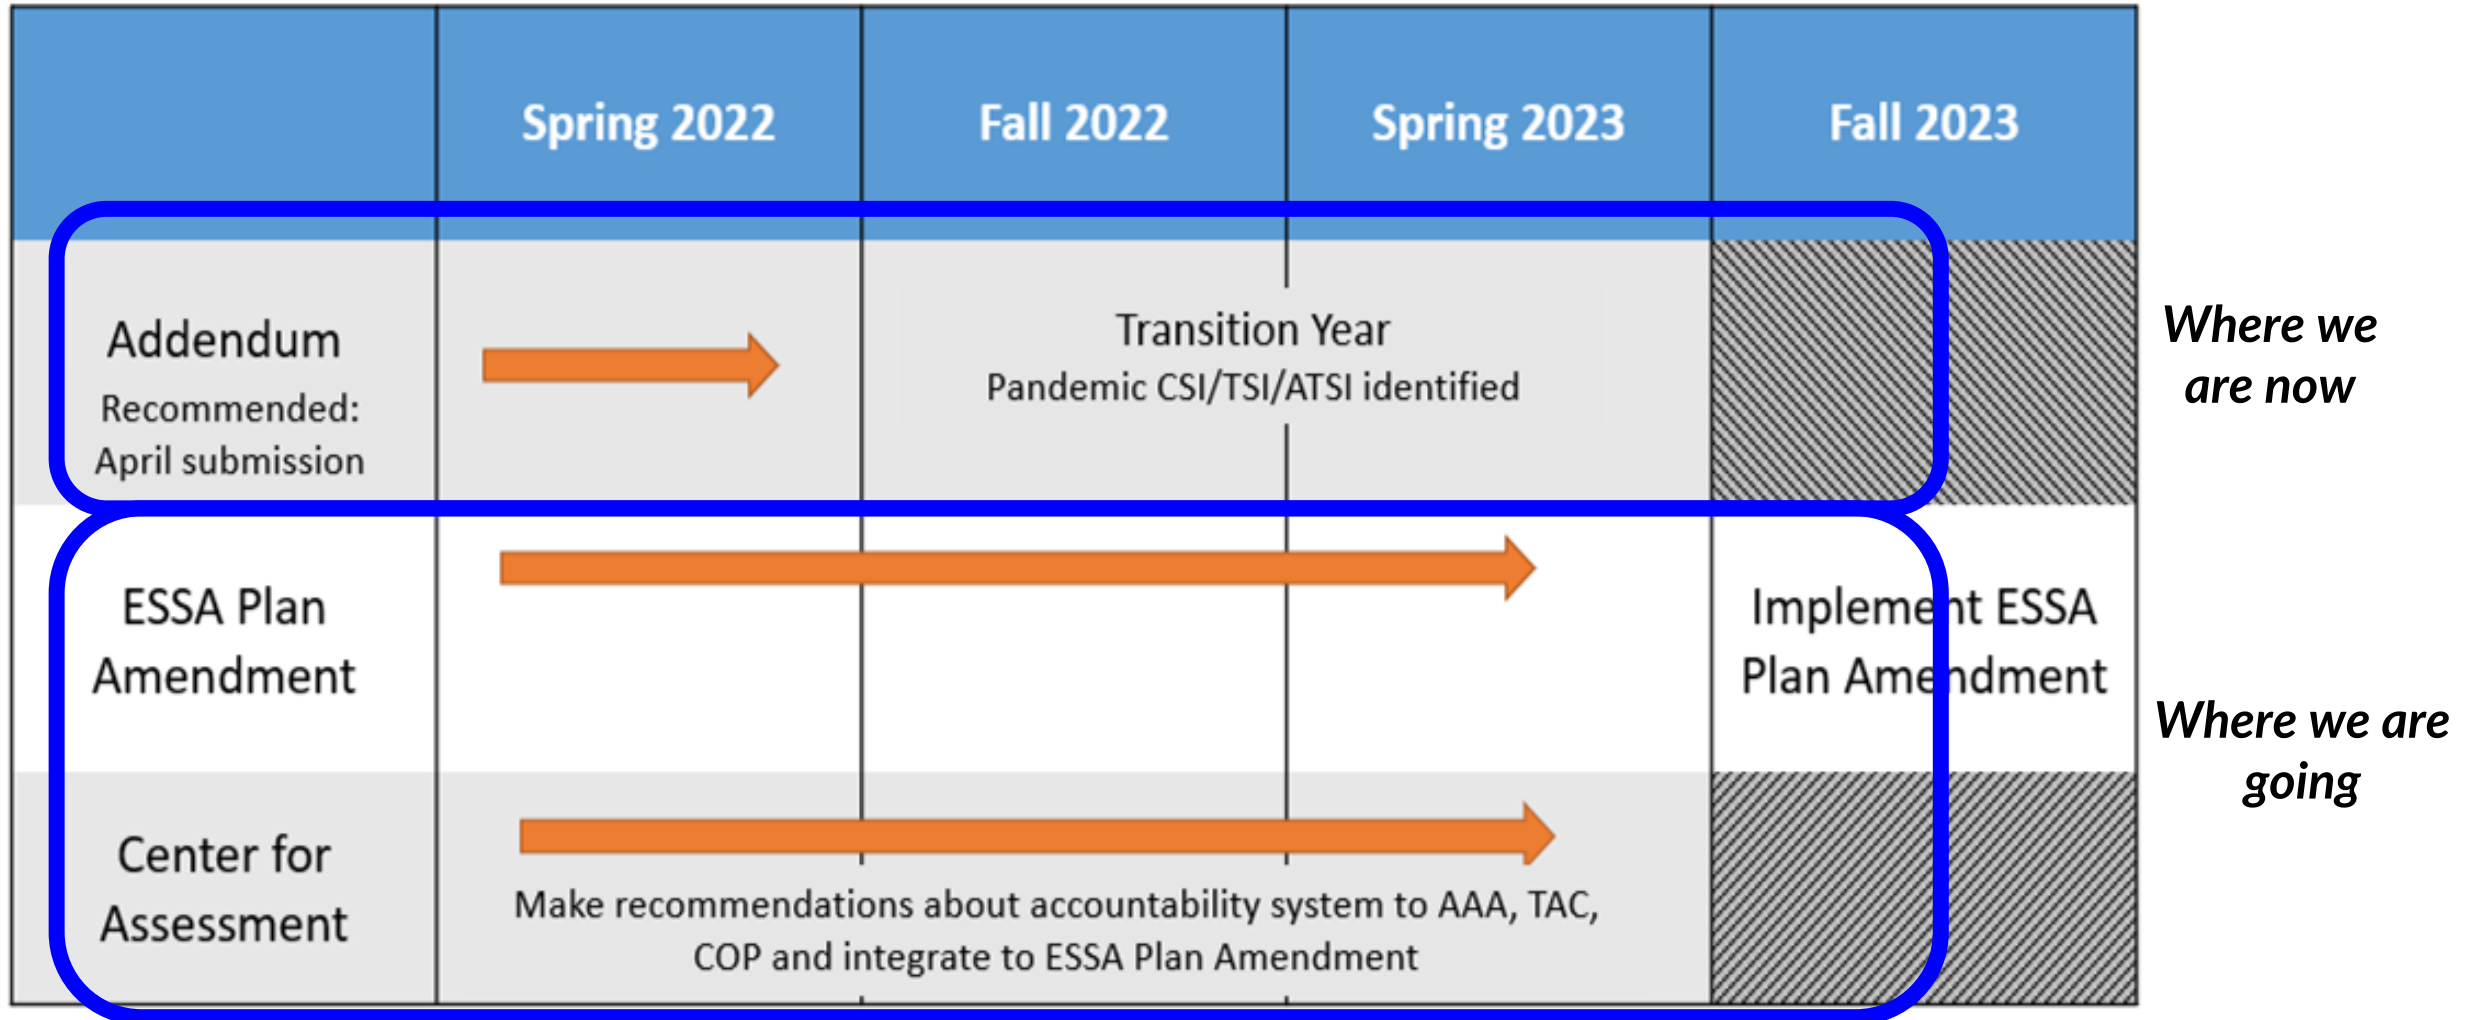 Spring 2022
Fall 2022
Spring 2023
Fall 2023
Addendum
Recommended:
April submission
Transition Year
Pandemic CSI/TSI/ATSI identified
Where we
are now
ESSA Plan
Amendment
Implement ESSA
Plan Amendment
Where we are
going
Center for
Assessment
Make recommendations about accountability system to AAA, TAC,
COP and integrate to ESSA Plan Amendment